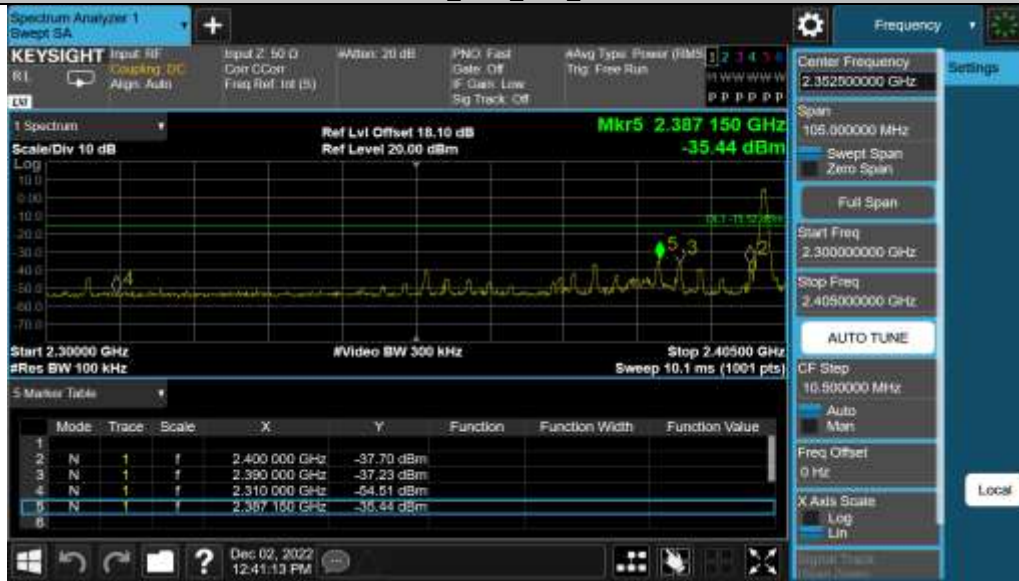 Spectrum Analyzer 1
Swept SA
+
Frequency
KEYSIGHT
RL
Input: RF
Coupling: DC
Align: Auto
Input Z: 50 Ω
Corr CCorr
Freq Ref: Int (S)
#Atten: 20 dB
PNO: Fast
Gate: Off
IF Gain: Low
Sig Track: Off
#Avg Type: Power (RMS)
Trig: Free Run
1 2 3 4 5 6
M W W W W W
P P P P P P
1 Spectrum
Scale/Div 10 dB
Ref Lvl Offset 18.10 dB
Ref Level 20.00 dBm
Mkr5 2.387 150 GHz
-35.44 dBm
Log
10.0
0.00
-10.0
-20.0
-30.0
-40.0
-50.0
-60.0
-70.0
4
5
3
2
Start 2.30000 GHz
#Res BW 100 kHz
#Video BW 300 kHz
Stop 2.40500 GHz
Sweep 10.1 ms (1001 pts)
5 Marker Table
Mode Trace Scale X Y Function Function Width Function Value
1
2 N 1 f 2.400 000 GHz -37.70 dBm
3 N 1 f 2.390 000 GHz -37.23 dBm
4 N 1 f 2.310 000 GHz -54.51 dBm
5 N 1 f 2.387 150 GHz -35.44 dBm
6
?
Dec 02, 2022
12:41:13 PM
Center Frequency
2.352500000 GHz
Settings
Span
105.000000 MHz
Swept Span
Zero Span
Full Span
Start Freq
2.300000000 GHz
Stop Freq
2.405000000 GHz
AUTO TUNE
CF Step
10.500000 MHz
Auto
Man
Freq Offset
0 Hz
X Axis Scale
Log
Lin
Signal Track
Local